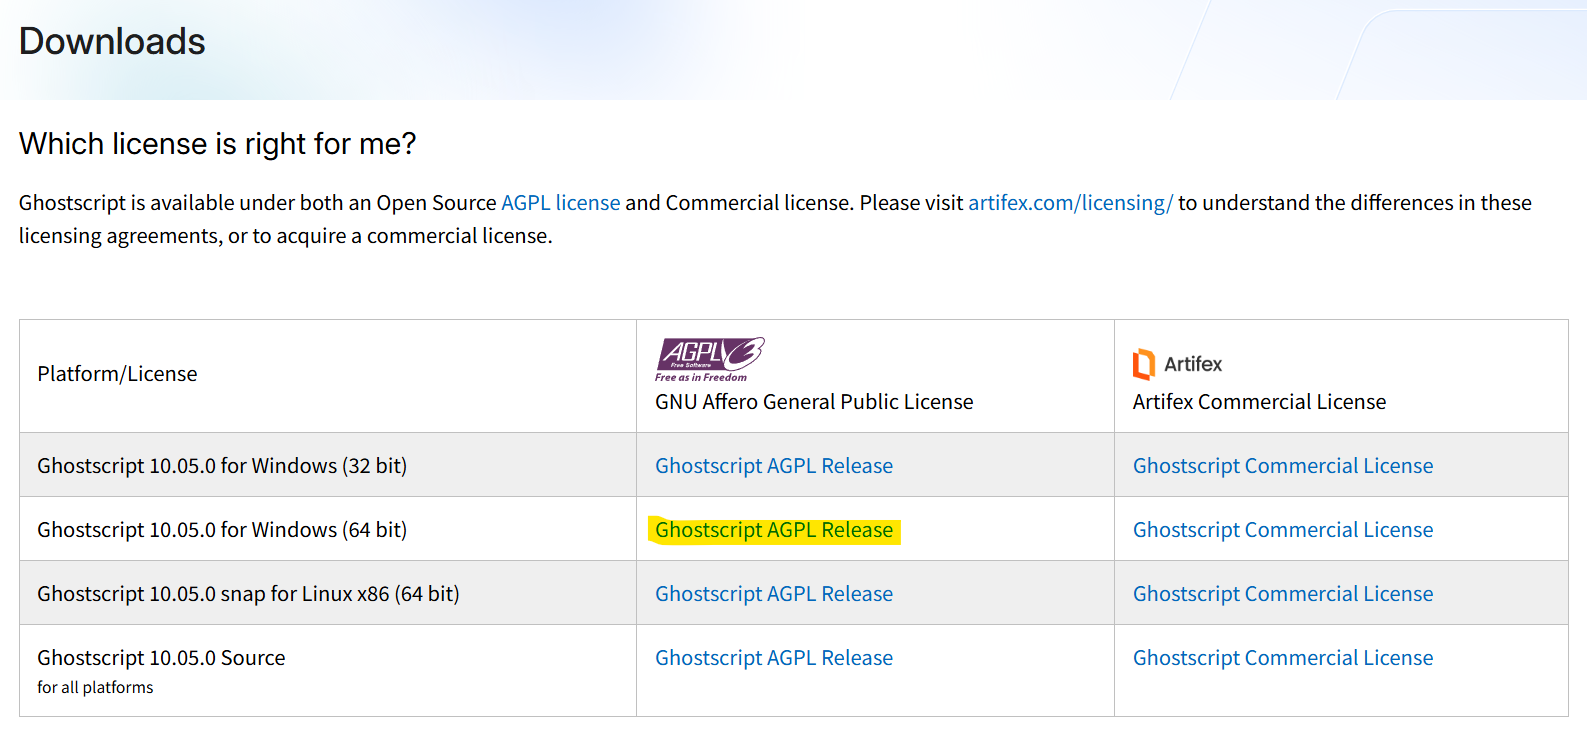 Downloads
Which license is right for me?
Ghostscript is available under both an Open Source AGPL license and Commercial license. Please visit artifex.com/licensing/ to understand the differences in these
licensing agreements, or to acquire a commercial license.
Platform/License
AGPL v3
Free Software
Free as in Freedom
GNU Affero General Public License
Artifex
Artifex Commercial License
Ghostscript 10.05.0 for Windows (32 bit) Ghostscript AGPL Release Ghostscript Commercial License
Ghostscript 10.05.0 for Windows (64 bit) Ghostscript AGPL Release Ghostscript Commercial License
Ghostscript 10.05.0 snap for Linux x86 (64 bit) Ghostscript AGPL Release Ghostscript Commercial License
Ghostscript 10.05.0 Source Ghostscript AGPL Release Ghostscript Commercial License
for all platforms